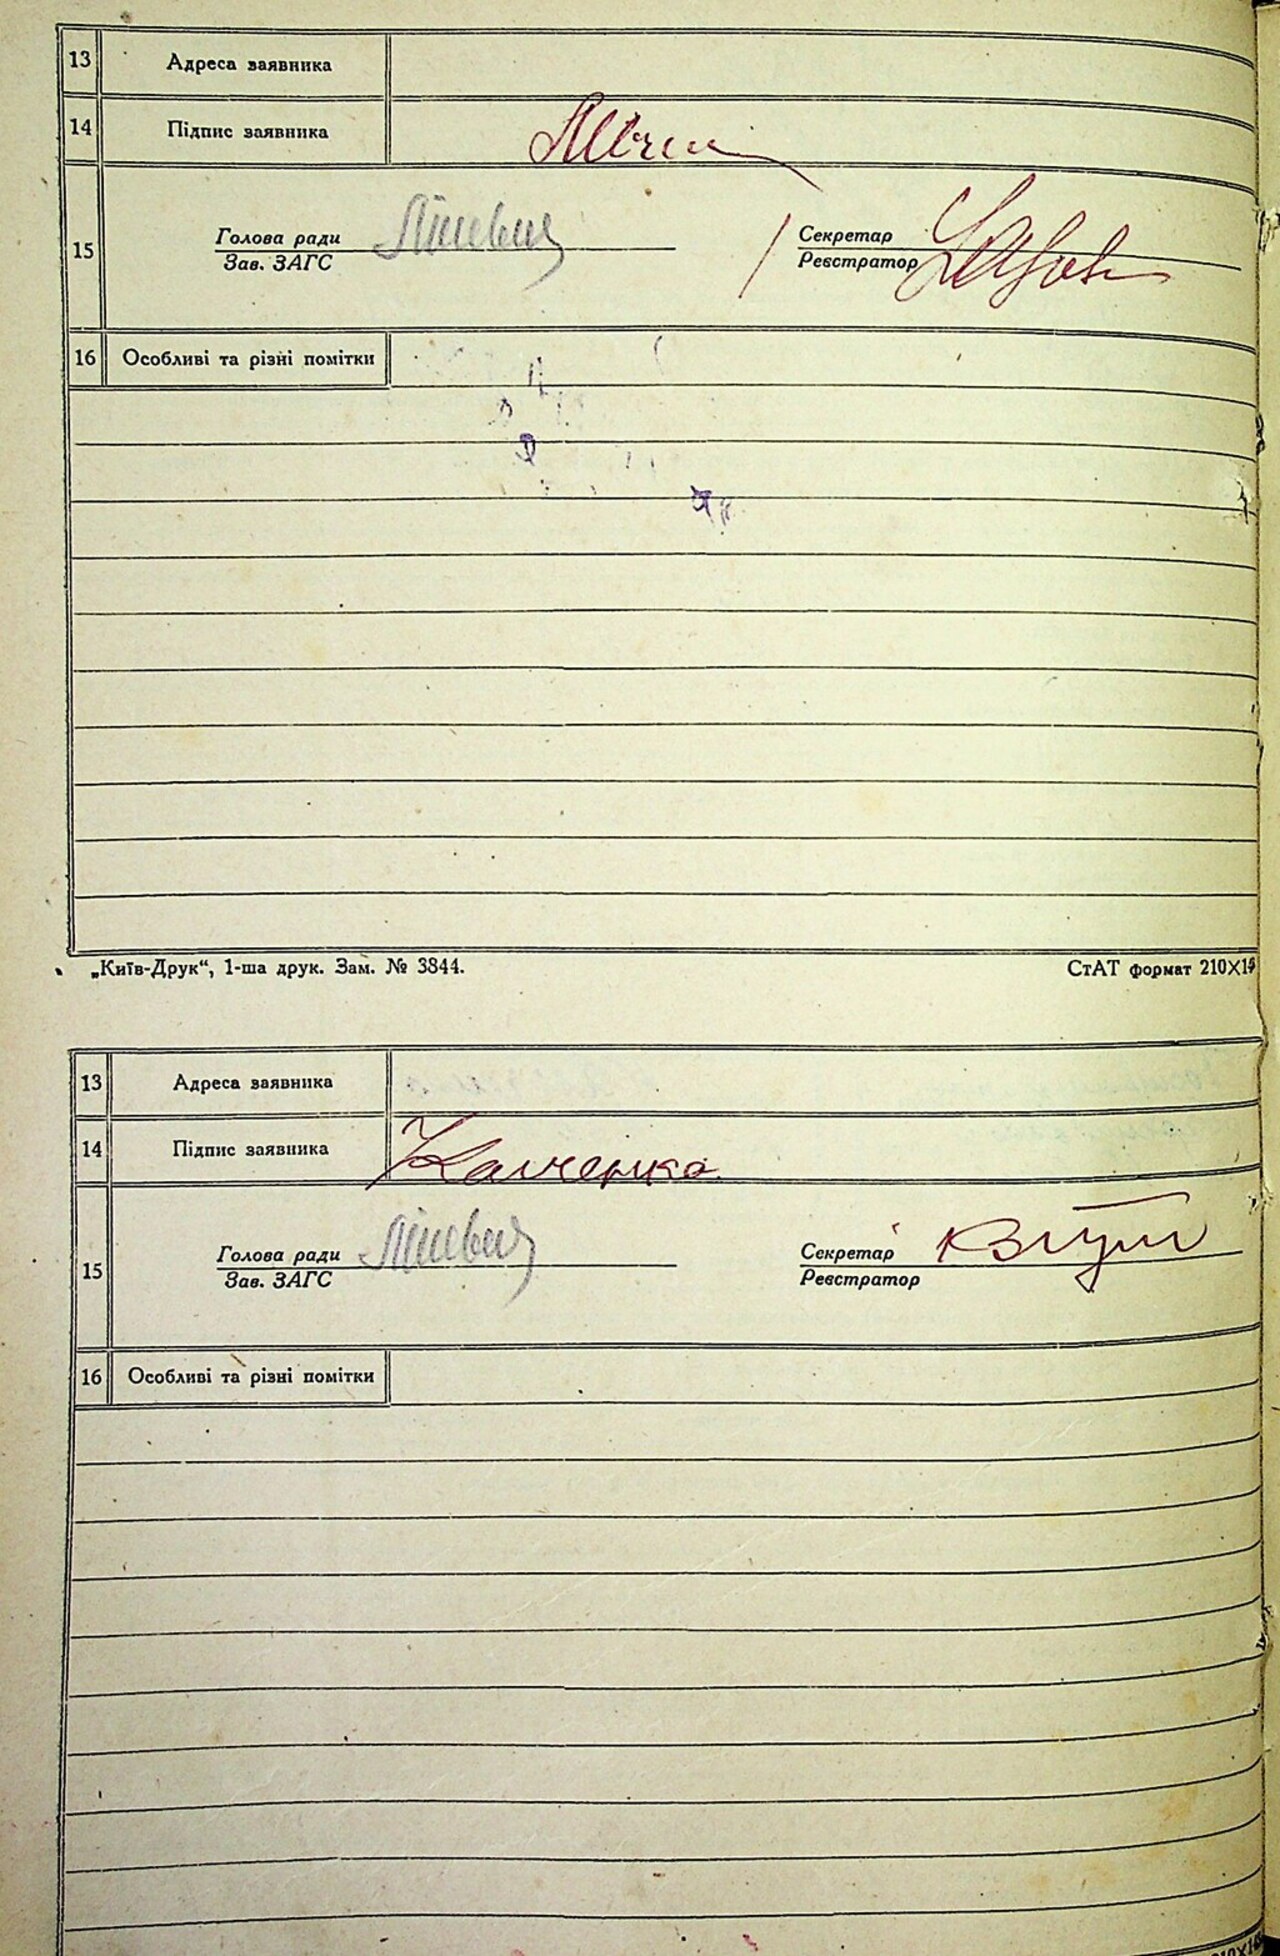 13 Адреса заявника
14 Підпис заявника
15 Голова ради Секретар
Зав. ЗАГС Реєстратор
16 Особливі та різні помітки
„Київ-Друк“, 1-ша друк. Зам. № 3844. СтАТ формат 210X1
13 Адреса заявника
14 Підпис заявника
15 Голова ради Секретар
Зав. ЗАГС Реєстратор
16 Особливі та різні помітки